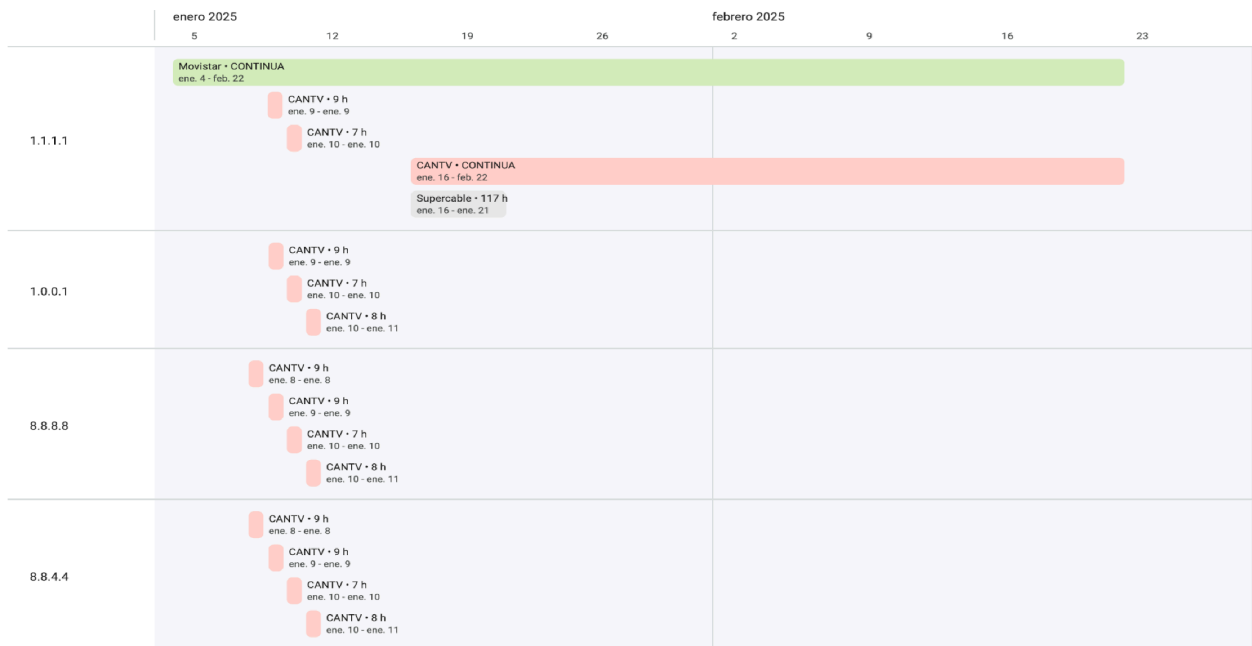 enero 2025 febrero 2025
5 12 19 26 2 9 16 23
1.1.1.1
Movistar • CONTINUA
ene. 4 - feb. 22
CANTV • 9 h
ene. 9 - ene. 9
CANTV • 7 h
ene. 10 - ene. 10
CANTV • CONTINUA
ene. 16 - feb. 22
Supercable • 117 h
ene. 16 - ene. 21
1.0.0.1
CANTV • 9 h
ene. 9 - ene. 9
CANTV • 7 h
ene. 10 - ene. 10
CANTV • 8 h
ene. 10 - ene. 11
8.8.8.8
CANTV • 9 h
ene. 8 - ene. 8
CANTV • 9 h
ene. 9 - ene. 9
CANTV • 7 h
ene. 10 - ene. 10
CANTV • 8 h
ene. 10 - ene. 11
8.8.4.4
CANTV • 9 h
ene. 8 - ene. 8
CANTV • 9 h
ene. 9 - ene. 9
CANTV • 7 h
ene. 10 - ene. 10
CANTV • 8 h
ene. 10 - ene. 11